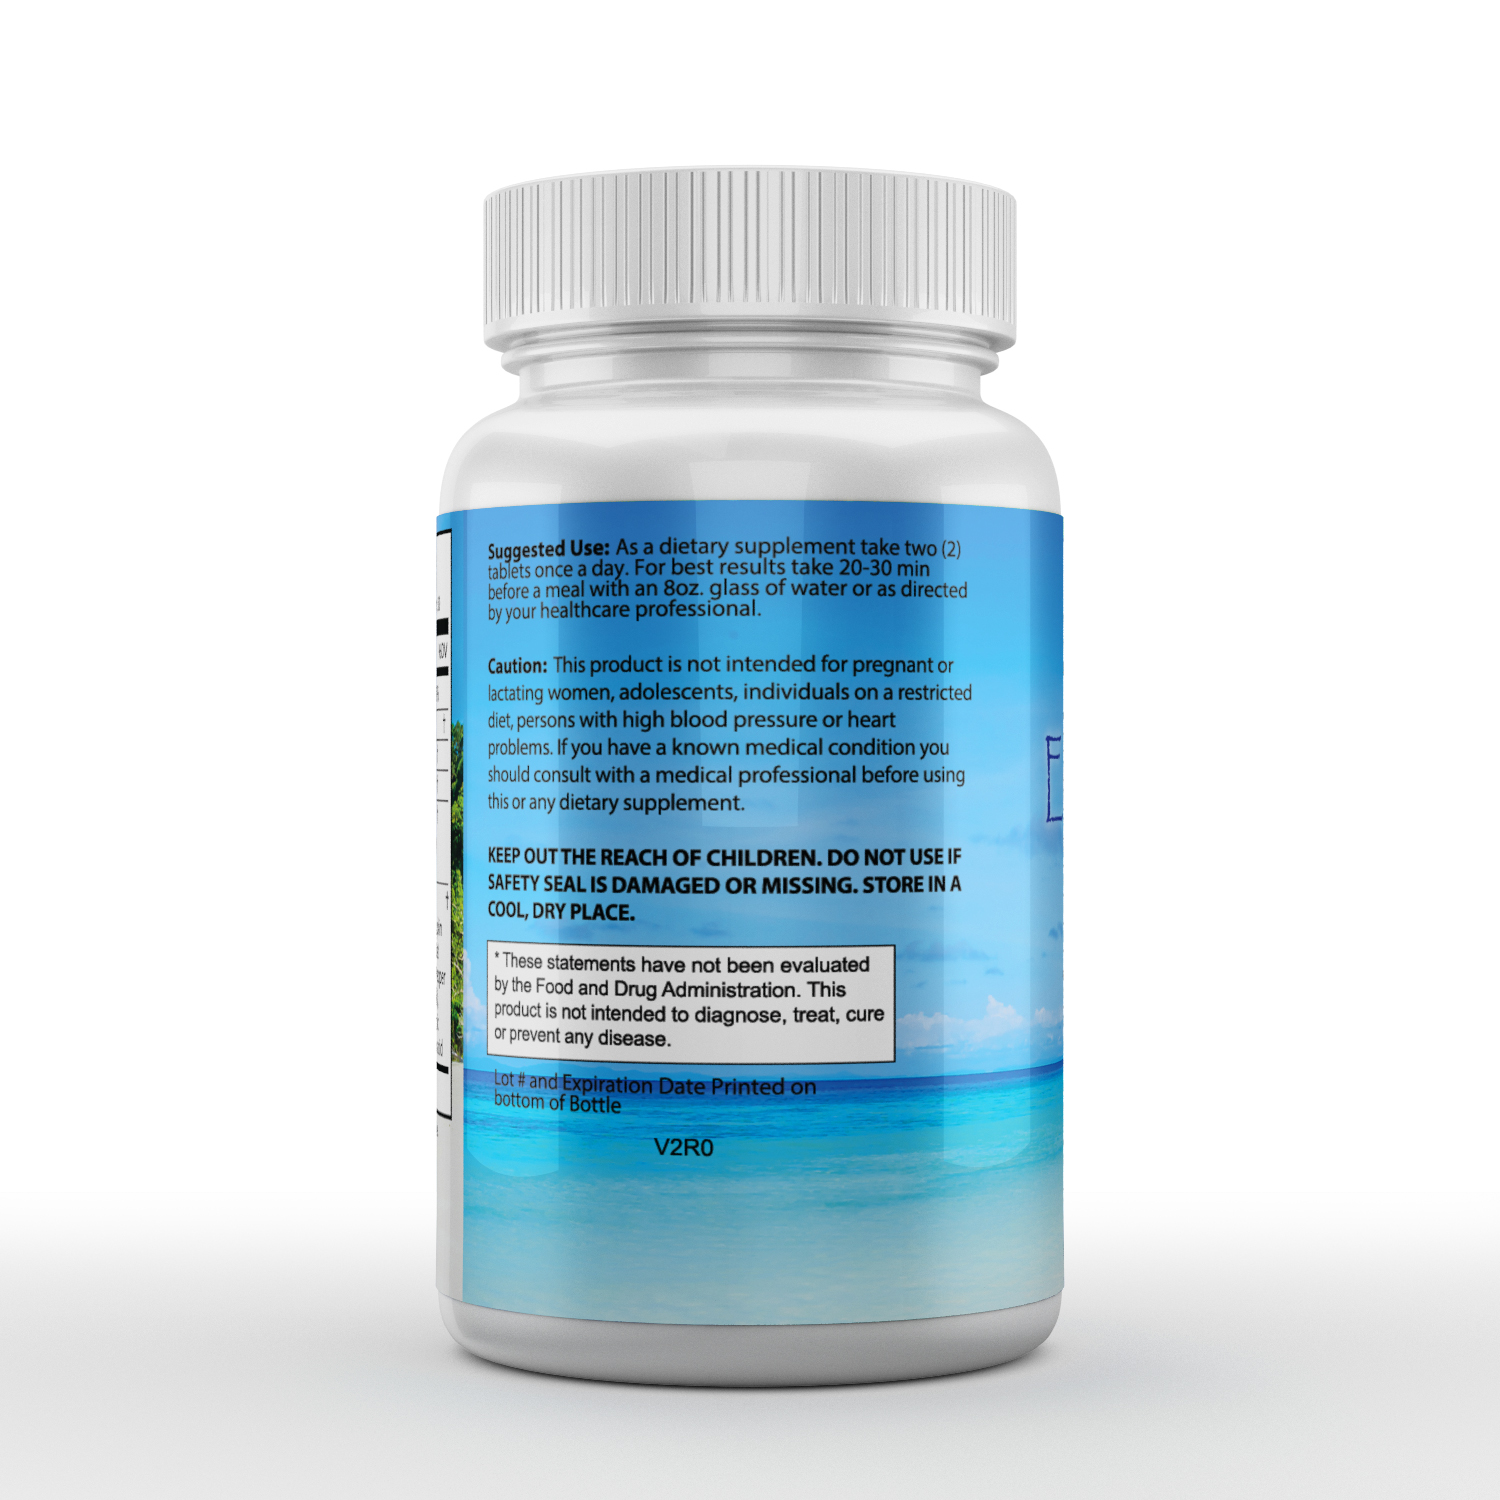 Suggested Use: As a dietary supplement take two (2)
tablets once a day. For best results take 20-30 min
before a meal with an 8oz. glass of water or as directed
by your healthcare professional.
Caution: This product is not intended for pregnant or
lactating women, adolescents, individuals on a restricted
diet, persons with high blood pressure or heart
problems. If you have a known medical condition you
should consult with a medical professional before using
this or any dietary supplement.
KEEP OUT THE REACH OF CHILDREN. DO NOT USE IF
SAFETY SEAL IS DAMAGED OR MISSING. STORE IN A
COOL, DRY PLACE.
* These statements have not been evaluated
by the Food and Drug Administration. This
product is not intended to diagnose, treat, cure
or prevent any disease.
Lot # and Expiration Date Printed on
bottom of Bottle
V2R0
E